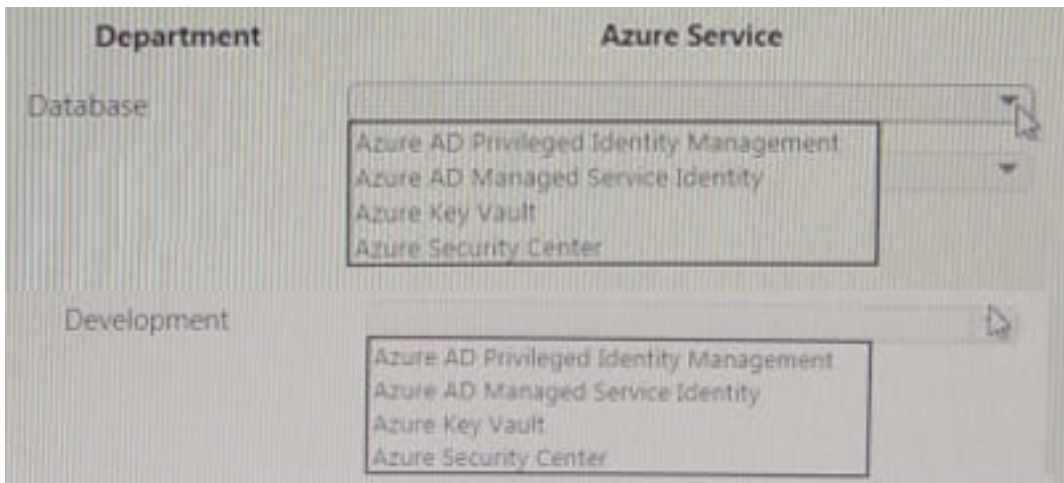 Department Azure Service
Database
Azure AD Privileged Identity Management
Azure AD Managed Service Identity
Azure Key Vault
Azure Security Center
Development
Azure AD Privileged Identity Management
Azure AD Managed Service Identity
Azure Key Vault
Azure Security Center